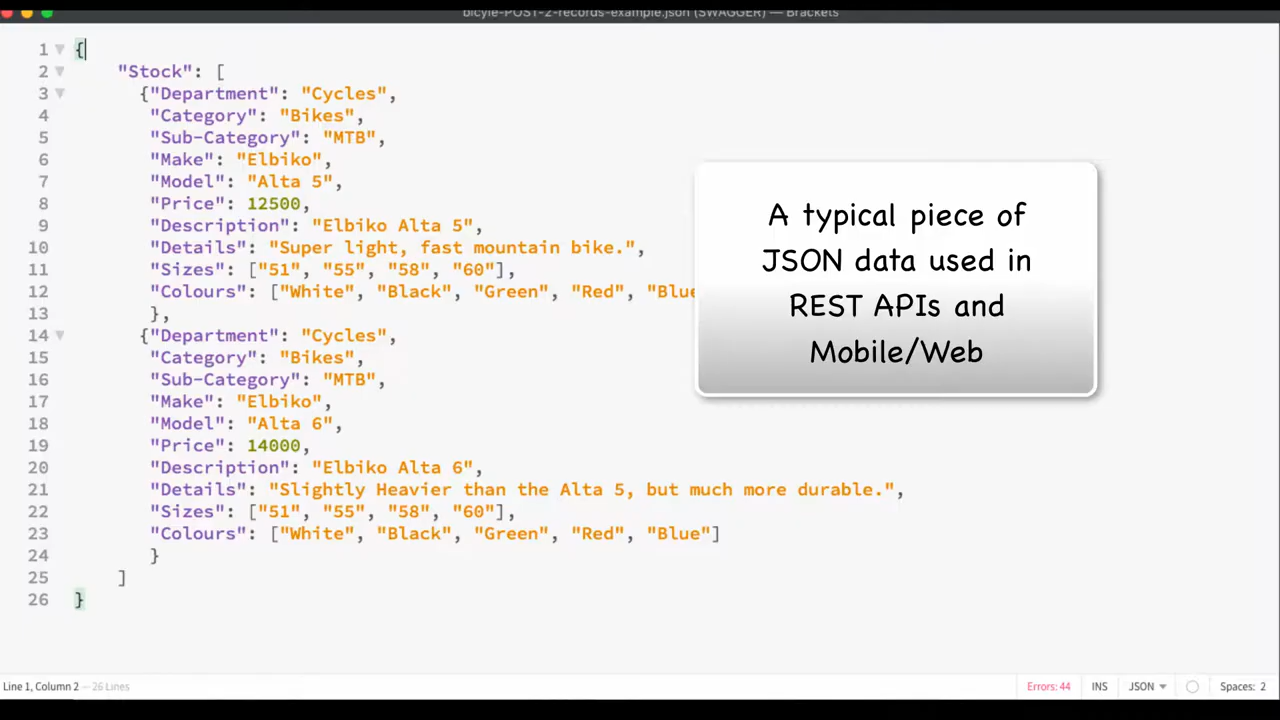 bicyle-POST-2-records-example.json (SWAGGER) — Brackets
1 {
2 "Stock": [
3 {"Department": "Cycles",
4 "Category": "Bikes",
5 "Sub-Category": "MTB",
6 "Make": "Elbiko",
7 "Model": "Alta 5",
8 "Price": 12500,
9 "Description": "Elbiko Alta 5",
10 "Details": "Super light, fast mountain bike.",
11 "Sizes": ["51", "55", "58", "60"],
12 "Colours": ["White", "Black", "Green", "Red", "Blue
13 },
14 {"Department": "Cycles",
15 "Category": "Bikes",
16 "Sub-Category": "MTB",
17 "Make": "Elbiko",
18 "Model": "Alta 6",
19 "Price": 14000,
20 "Description": "Elbiko Alta 6",
21 "Details": "Slightly Heavier than the Alta 5, but much more durable.",
22 "Sizes": ["51", "55", "58", "60"],
23 "Colours": ["White", "Black", "Green", "Red", "Blue"]
24 }
25 ]
26 }
A typical piece of
JSON data used in
REST APIs and
Mobile/Web
Line 1, Column 2 — 26 Lines
Errors: 44 INS JSON Spaces: 2